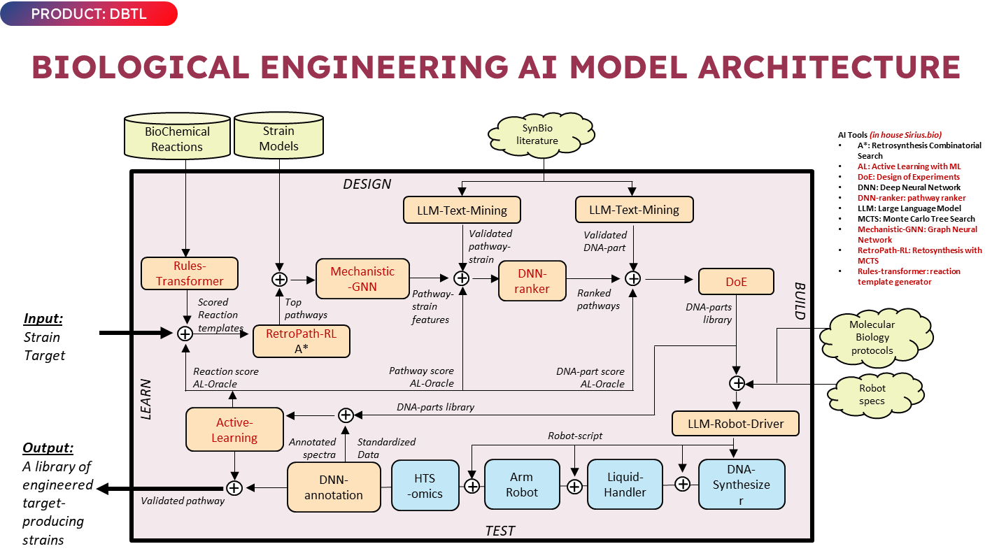 PRODUCT: DBTL
BIOLOGICAL ENGINEERING AI MODEL ARCHITECTURE
BioChemical
Reactions
Strain
Models
SynBio
literature
AI Tools (in house Sirius.bio)
• A*: Retrosynthesis Combinatorial
Search
• AL: Active Learning with ML
• DoE: Design of Experiments
• DNN: Deep Neural Network
• DNN-ranker: pathway ranker
• LLM: Large Language Model
• MCTS: Monte Carlo Tree Search
• Mechanistic-GNN: Graph Neural
Network
• RetroPath-RL: Retosynthesis with
MCTS
• Rules-transformer: reaction
template generator
DESIGN
LLM-Text-Mining
LLM-Text-Mining
Validated
pathway-
strain
Validated
DNA-part
Rules-
Transformer
Mechanistic
-GNN
DNN-
ranker
DoE
BUILD
Scored
Reaction
templates
Top
pathways
Pathway-
strain
features
Ranked
pathways
DNA-parts
library
Input:
Strain
Target
RetroPath-RL
A*
Molecular
Biology
protocols
Reaction score
AL-Oracle
Pathway score
AL-Oracle
DNA-part score
AL-Oracle
Robot
specs
LEARN
DNA-parts library
Active-
Learning
LLM-Robot-Driver
Annotated
spectra
Standardized
Data
Robot-script
Output:
A library of
engineered
target-
producing
strains
Validated pathway
DNN-
annotation
HTS
-omics
Arm
Robot
Liquid-
Handler
DNA-
Synthesize
r
TEST